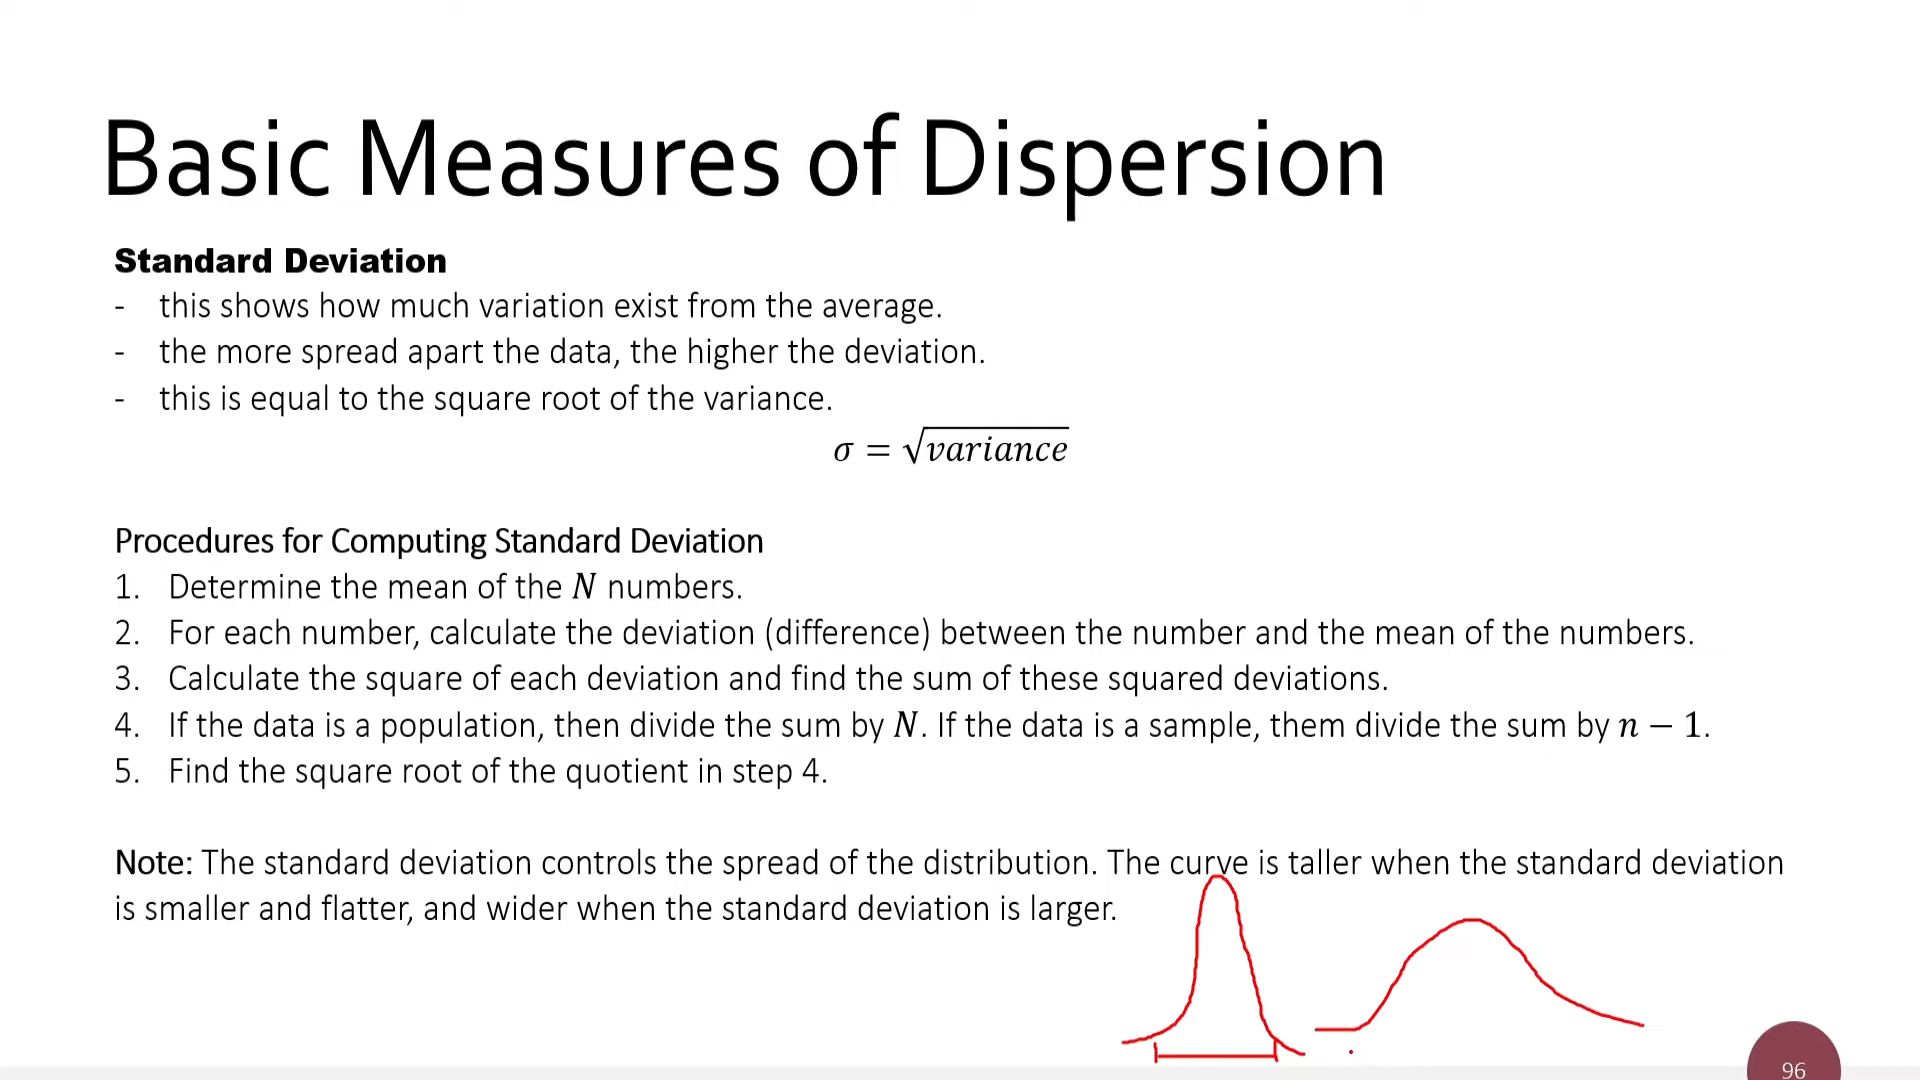 Basic Measures of Dispersion
Standard Deviation
- this shows how much variation exist from the average.
- the more spread apart the data, the higher the deviation.
- this is equal to the square root of the variance.
σ = √variance
Procedures for Computing Standard Deviation
1. Determine the mean of the N numbers.
2. For each number, calculate the deviation (difference) between the number and the mean of the numbers.
3. Calculate the square of each deviation and find the sum of these squared deviations.
4. If the data is a population, then divide the sum by N. If the data is a sample, them divide the sum by n − 1.
5. Find the square root of the quotient in step 4.
Note: The standard deviation controls the spread of the distribution. The curve is taller when the standard deviation
is smaller and flatter, and wider when the standard deviation is larger.
96